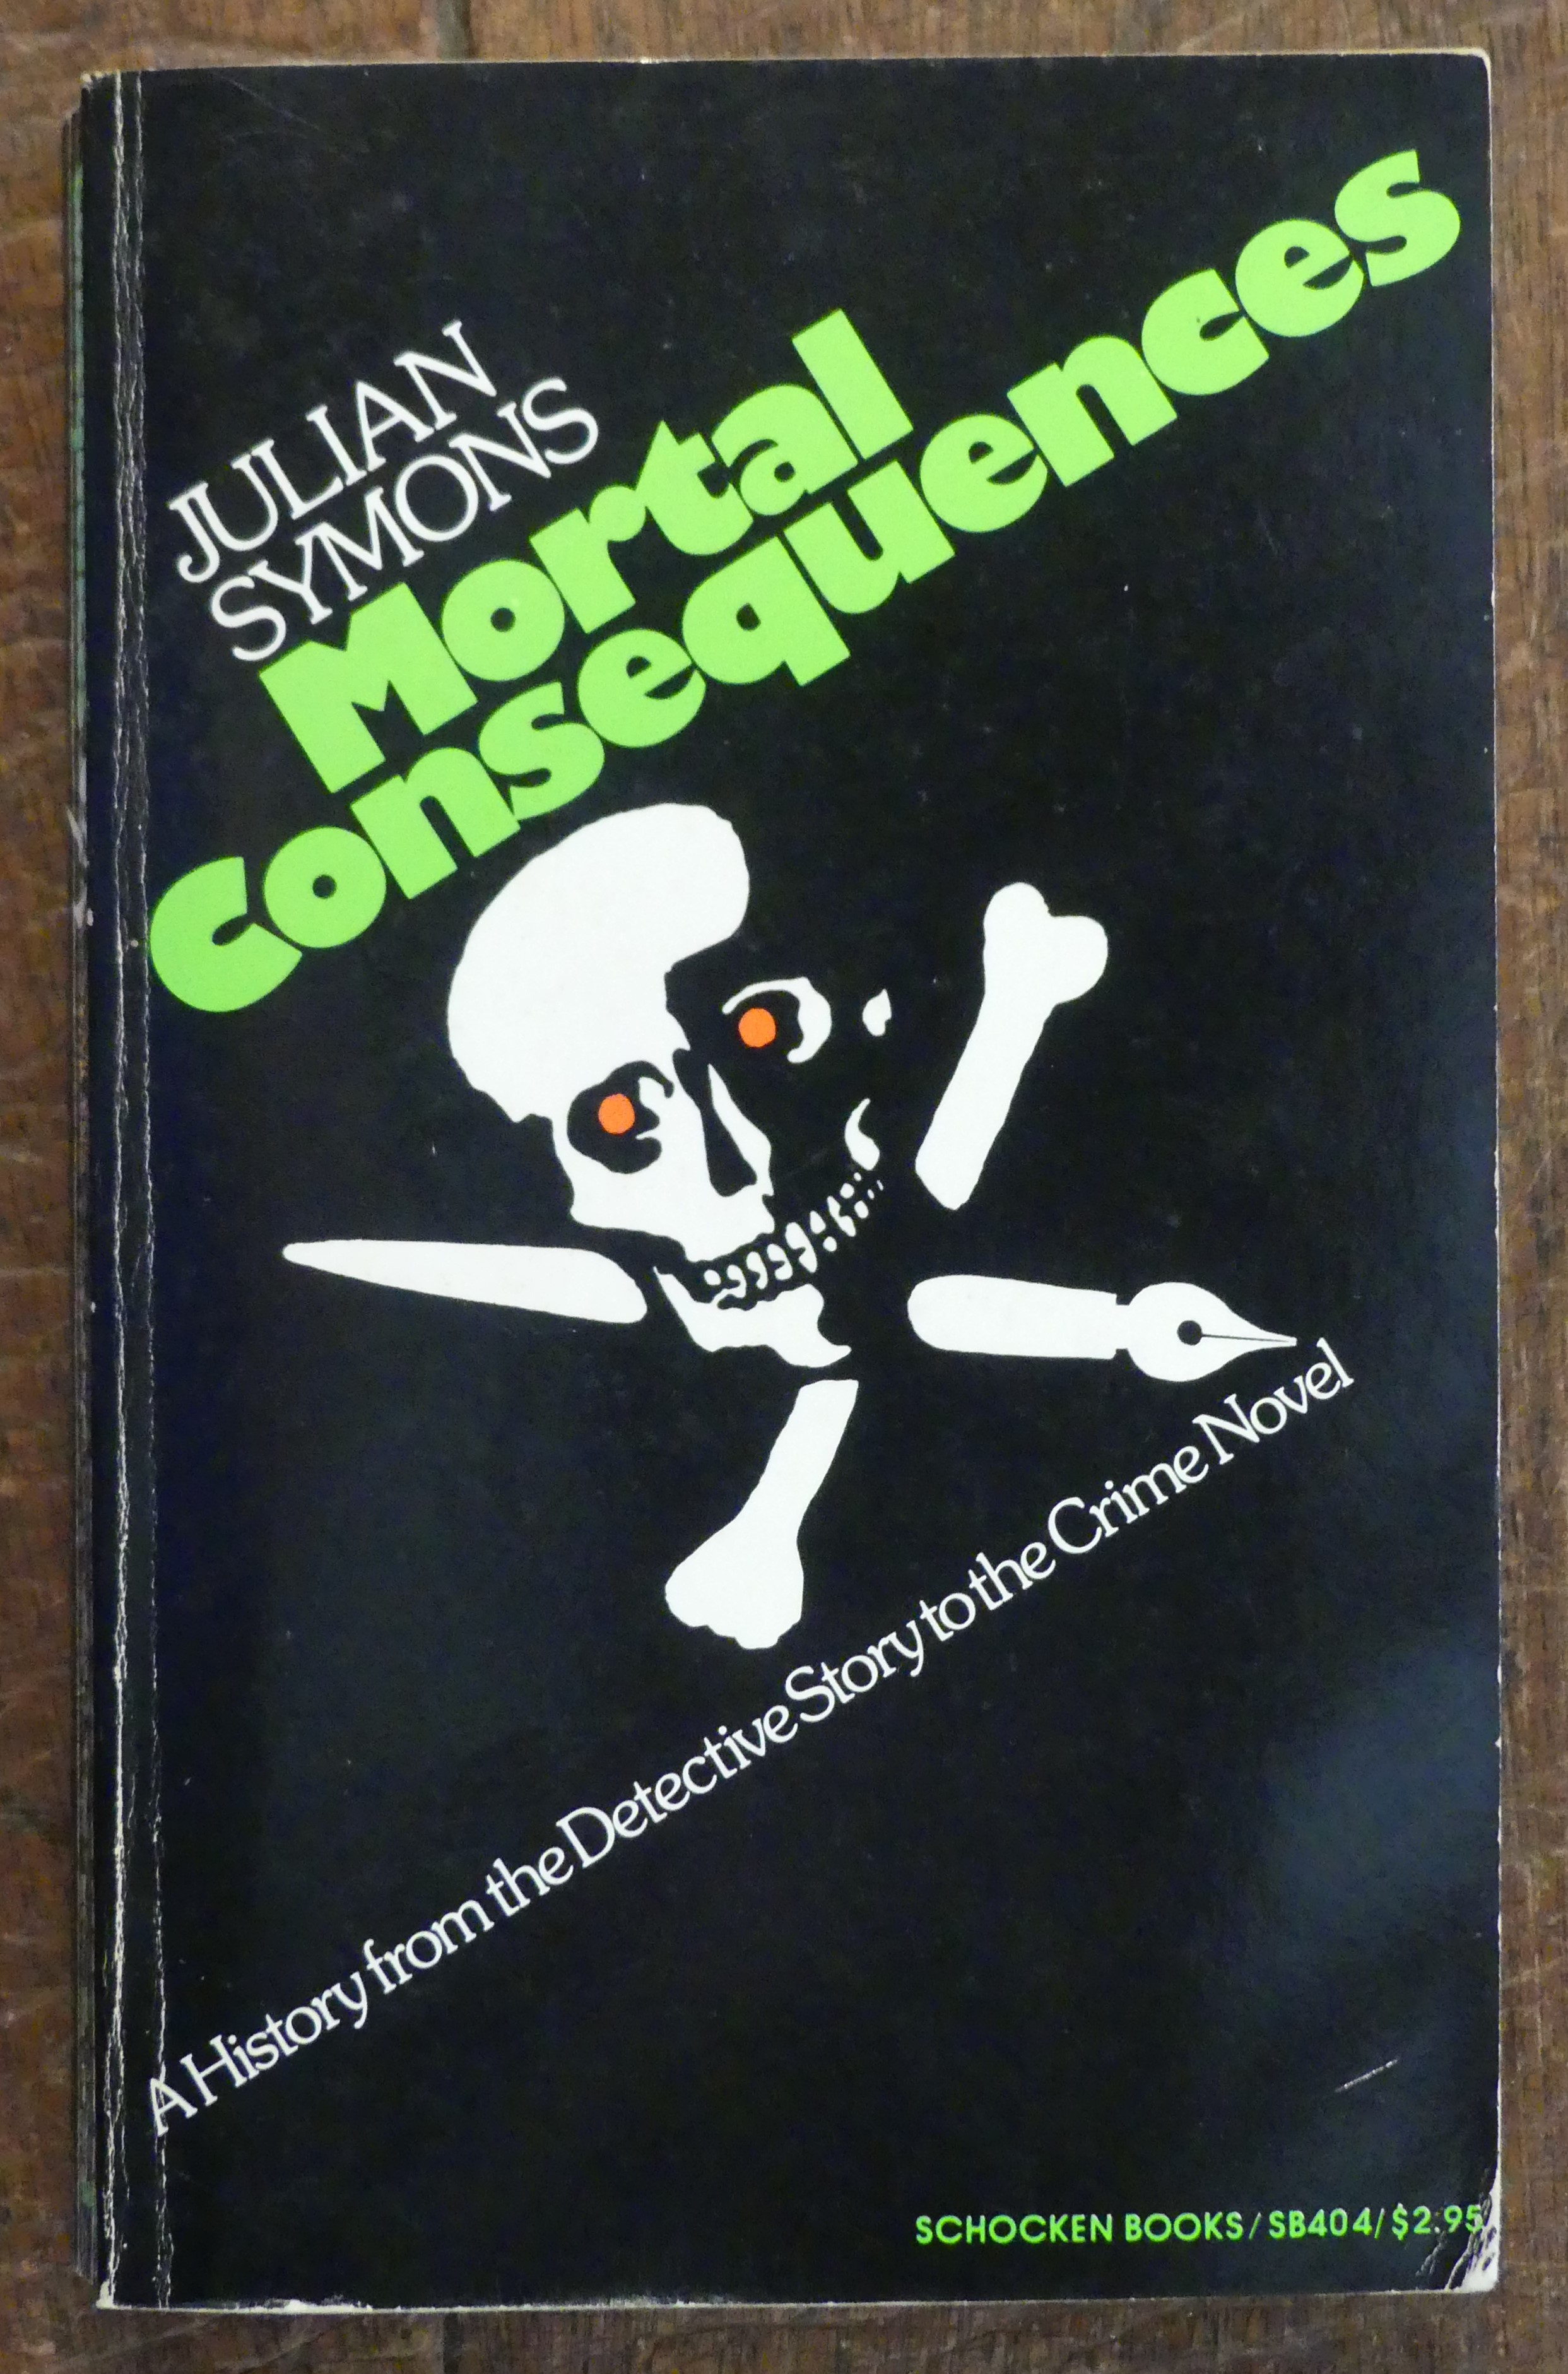 JULIAN
SYMONS
Mortal
Consequences
A History from the Detective Story to the Crime Novel
SCHOCKEN BOOKS/SB404/$2.95